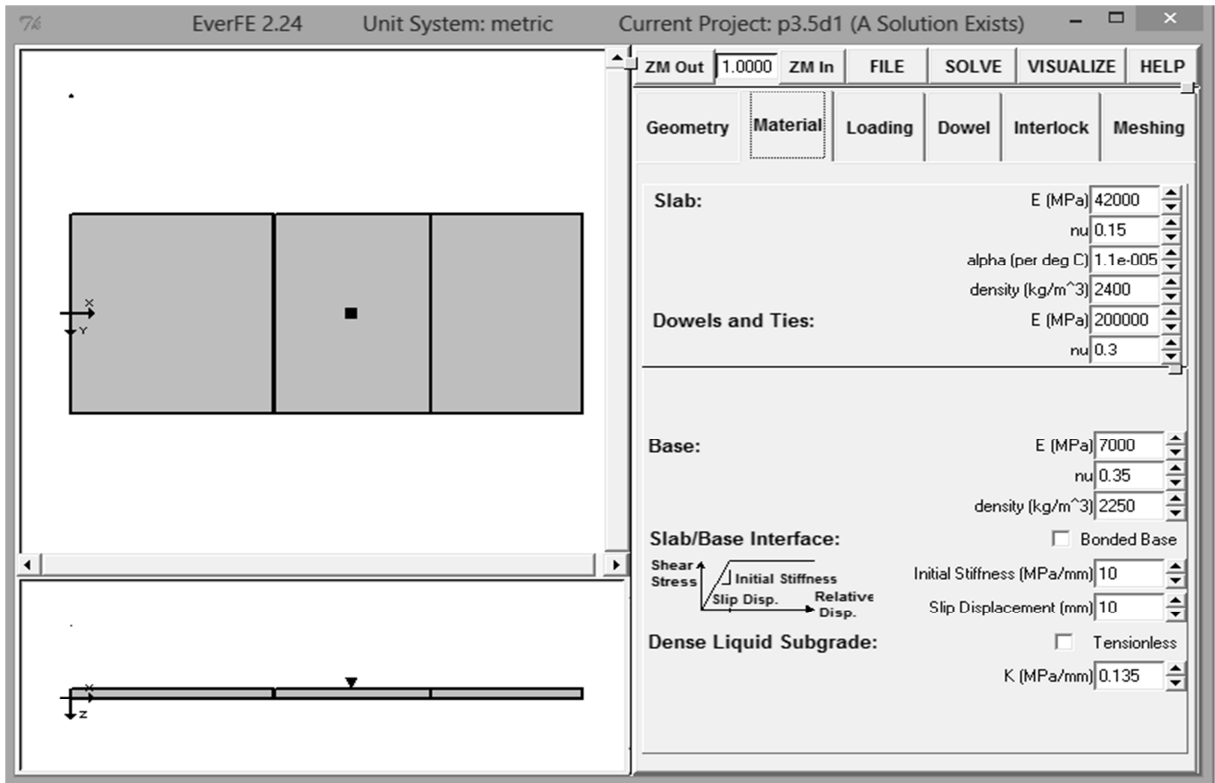 EverFE 2.24 Unit System: metric Current Project: p3.5d1 (A Solution Exists)
ZM Out 1.0000 ZM In FILE SOLVE VISUALIZE HELP
Geometry Material Loading Dowel Interlock Meshing
Slab: E (MPa) 42000
nu 0.15
alpha (per deg C) 1.1e-005
density (kg/m^3) 2400
Dowels and Ties: E (MPa) 200000
nu 0.3
Base: E (MPa) 7000
nu 0.35
density (kg/m^3) 2250
Slab/Base Interface: Bonded Base
Shear
Stress
Initial Stiffness
Slip Disp.
Relative
Disp.
Initial Stiffness (MPa/mm) 10
Slip Displacement (mm) 10
Dense Liquid Subgrade: Tensionless
K (MPa/mm) 0.135
X
Y
X
Z